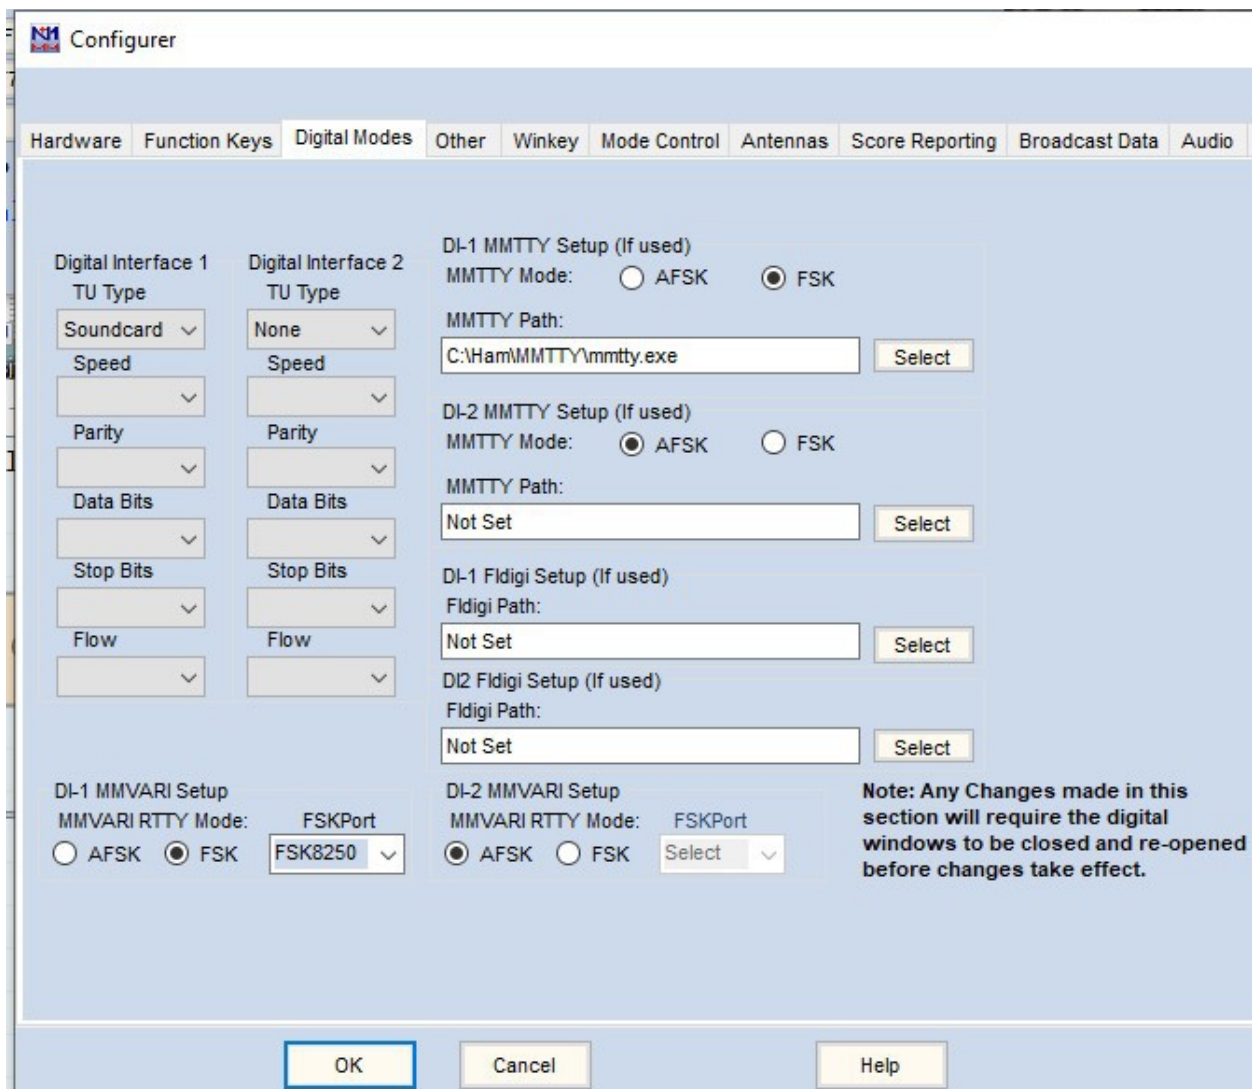 N1
MM
Configurer
Hardware
Function Keys
Digital Modes
Other
Winkey
Mode Control
Antennas
Score Reporting
Broadcast Data
Audio
Digital Interface 1
TU Type
Soundcard
Speed
Parity
Data Bits
Stop Bits
Flow
Digital Interface 2
TU Type
None
Speed
Parity
Data Bits
Stop Bits
Flow
DI-1 MMTTY Setup (If used)
MMTTY Mode: AFSK FSK
MMTTY Path:
C:\Ham\MMTTY\mmtty.exe Select
DI-2 MMTTY Setup (If used)
MMTTY Mode: AFSK FSK
MMTTY Path:
Not Set Select
DI-1 Fldigi Setup (If used)
Fldigi Path:
Not Set Select
DI2 Fldigi Setup (If used)
Fldigi Path:
Not Set Select
DI-1 MMVARI Setup
MMVARI RTTY Mode: FSKPort
AFSK FSK FSK8250
DI-2 MMVARI Setup
MMVARI RTTY Mode: FSKPort
AFSK FSK Select
Note: Any Changes made in this
section will require the digital
windows to be closed and re-opened
before changes take effect.
OK Cancel Help